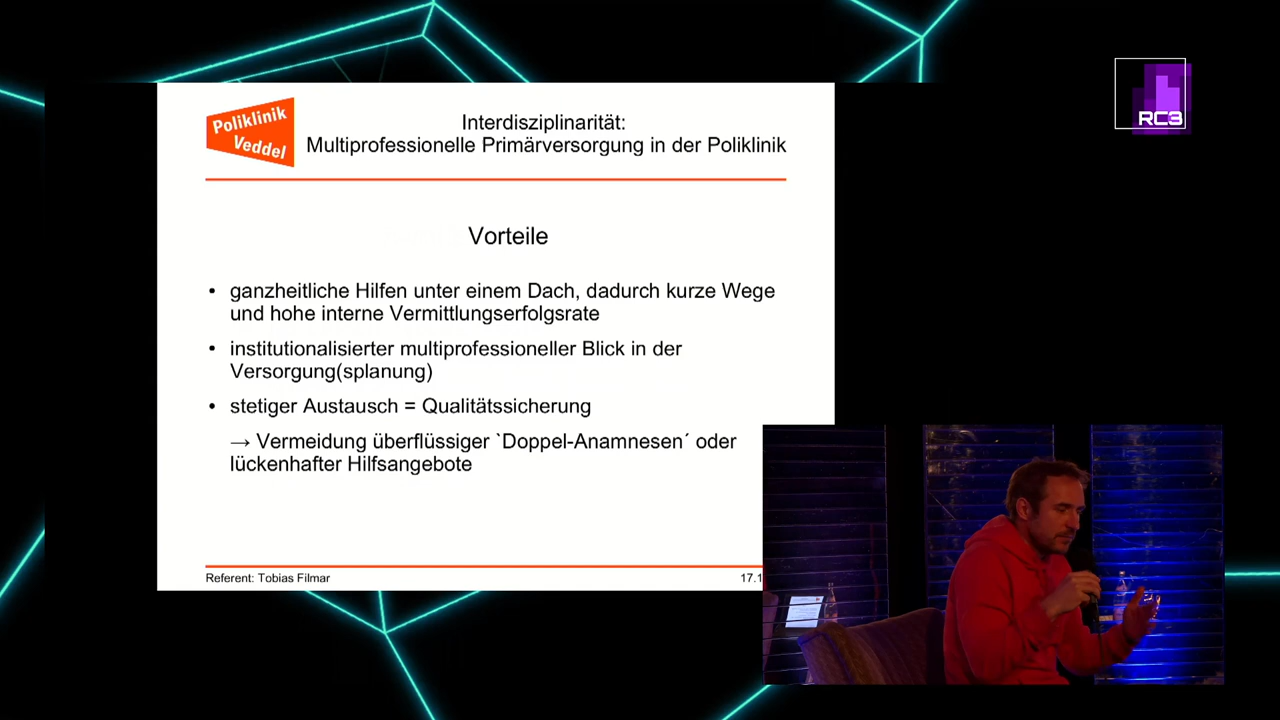 RC3
Poliklinik
Veddel
Interdisziplinarität:
Multiprofessionelle Primärversorgung in der Poliklinik
Vorteile
• ganzheitliche Hilfen unter einem Dach, dadurch kurze Wege
und hohe interne Vermittlungserfolgsrate
• institutionalisierter multiprofessioneller Blick in der
Versorgung(splanung)
• stetiger Austausch = Qualitätssicherung
→ Vermeidung überflüssiger `Doppel-Anamnesen´ oder
lückenhafter Hilfsangebote
Referent: Tobias Filmar
17.1